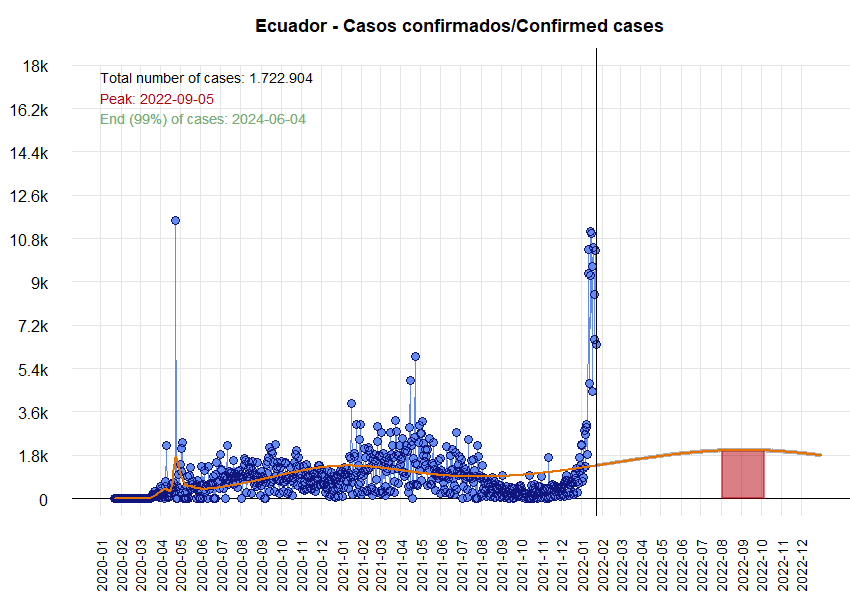 Ecuador - Casos confirmados/Confirmed cases
18k
Total number of cases: 1.722.904
Peak: 2022-09-05
16.2k
End (99%) of cases: 2024-06-04
14.4k
12.6k
10.8k
9k
7.2k
5.4k
3.6k
1.8k
0
2020-01
2020-02
2020-03
2020-04
2020-05
2020-06
2020-07
2020-08
2020-09
2020-10
2020-11
2020-12
2021-01
2021-02
2021-03
2021-04
2021-05
2021-06
2021-07
2021-08
2021-09
2021-10
2021-11
2021-12
2022-01
2022-02
2022-03
2022-04
2022-05
2022-06
2022-07
2022-08
2022-09
2022-10
2022-11
2022-12